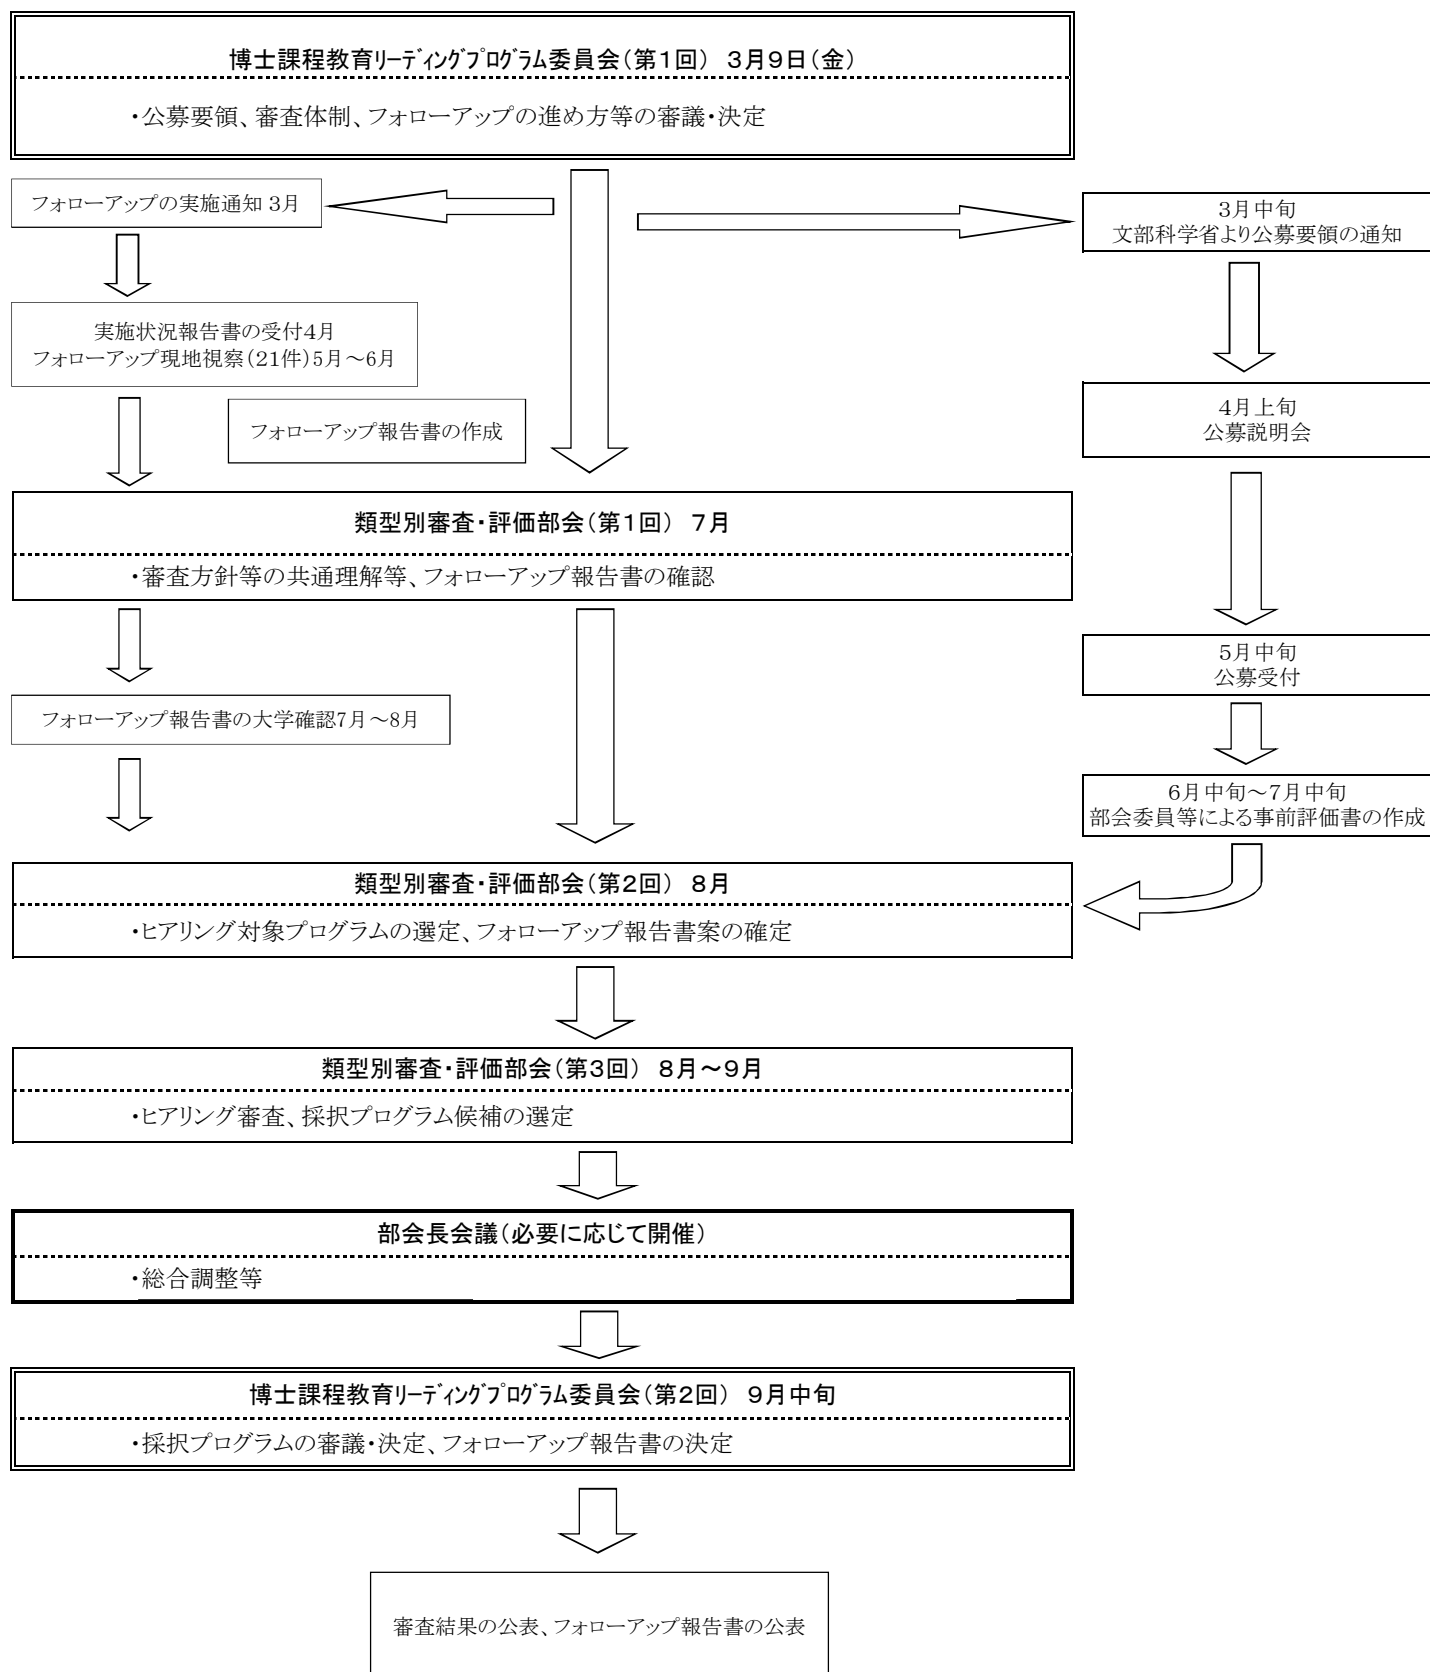 博士課程教育ﾘｰﾃﾞｨﾝｸﾞﾌﾟﾛｸﾞﾗﾑ委員会（第１回）　３月９日（金）
・公募要領、審査体制、フォローアップの進め方等の審議・決定
フォローアップの実施通知 3月
3月中旬
文部科学省より公募要領の通知
実施状況報告書の受付4月
フォローアップ現地視察（21件）5月～6月
4月上旬
公募説明会
フォローアップ報告書の作成
類型別審査・評価部会（第１回）　７月
・審査方針等の共通理解等、フォローアップ報告書の確認
5月中旬
公募受付
フォローアップ報告書の大学確認7月～8月
6月中旬～7月中旬
部会委員等による事前評価書の作成
類型別審査・評価部会（第２回）　８月
・ヒアリング対象プログラムの選定、フォローアップ報告書案の確定
類型別審査・評価部会（第３回）　８月～９月
・ヒアリング審査、採択プログラム候補の選定
部会長会議（必要に応じて開催）
・総合調整等
博士課程教育ﾘｰﾃﾞｨﾝｸﾞﾌﾟﾛｸﾞﾗﾑ委員会（第２回）　９月中旬
・採択プログラムの審議・決定、フォローアップ報告書の決定
審査結果の公表、フォローアップ報告書の公表